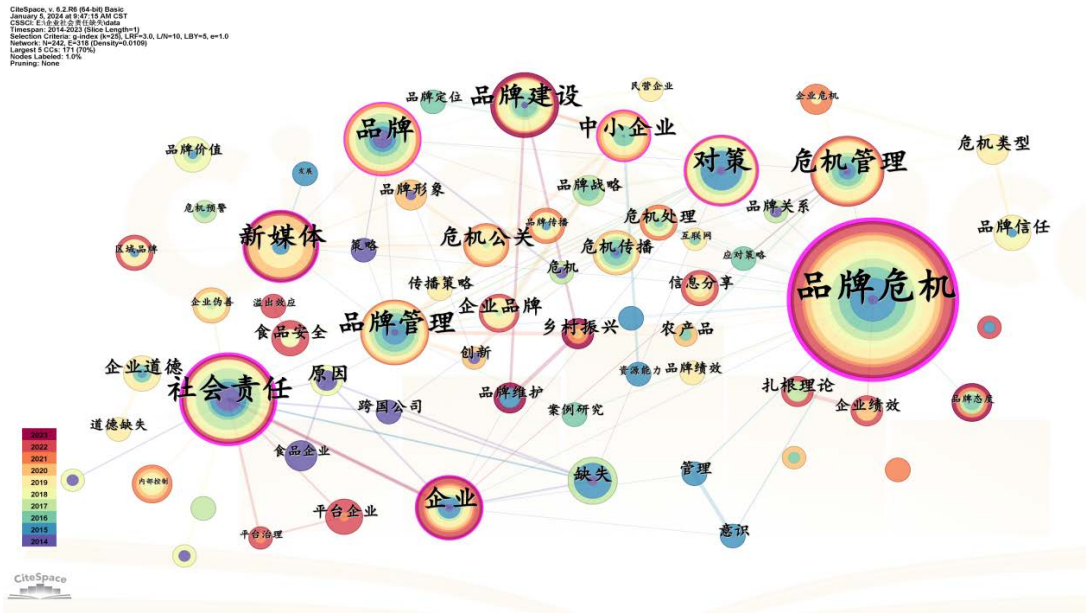 CiteSpace, v. 6.2.R6 (64-bit) Basic
January 5, 2024 at 9:47:15 AM CST
CSSCI: E:\企业社会责任缺失\data
Timespan: 2014-2023 (Slice Length=1)
Selection Criteria: g-index (k=25), LRF=3.0, L/N=10, LBY=5, e=1.0
Network: N=242, E=318 (Density=0.0109)
Largest 5 CCs: 171 (70%)
Nodes Labeled: 1.0%
Pruning: None
民营企业
品牌定位
品牌建设
企业危机
中小企业
品牌
危机类型
品牌价值
对策
危机管理
发展
品牌形象
品牌战略
危机预警
品牌关系
危机处理
品牌传播
品牌信任
新媒体
危机公关
互联网
区域品牌
策略
危机传播
应对策略
危机
传播策略
信息分享
品牌危机
企业伪善
溢出效应
企业品牌
食品安全
品牌管理
乡村振兴
农产品
创新
企业道德
原因
资源能力
品牌绩效
社会责任
品牌维护
扎根理论
品牌态度
跨国公司
案例研究
企业绩效
道德缺失
食品企业
管理
缺失
内部控制
企业
平台企业
意识
平台治理
2023
2022
2021
2020
2019
2018
2017
2016
2015
2014
CiteSpace